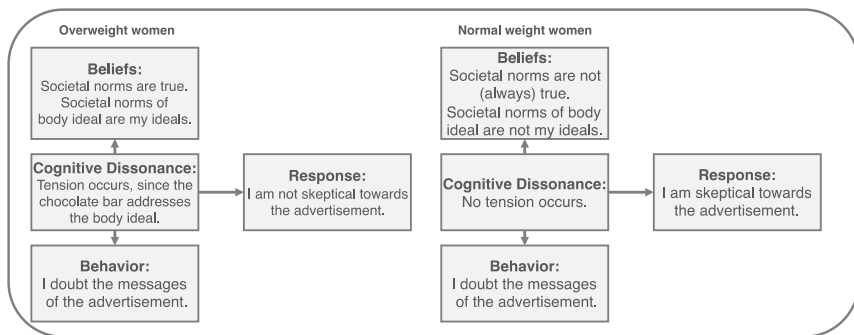 Overweight women
Beliefs:
Societal norms are true.
Societal norms of
body ideal are my ideals.
Cognitive Dissonance:
Tension occurs, since the
chocolate bar addresses
the body ideal.
Response:
I am not skeptical towards
the advertisement.
Behavior:
I doubt the messages
of the advertisement.
Normal weight women
Beliefs:
Societal norms are not
(always) true.
Societal norms of body
ideal are not my ideals.
Cognitive Dissonance:
No tension occurs.
Response:
I am skeptical towards
the advertisement.
Behavior:
I doubt the messages
of the advertisement.